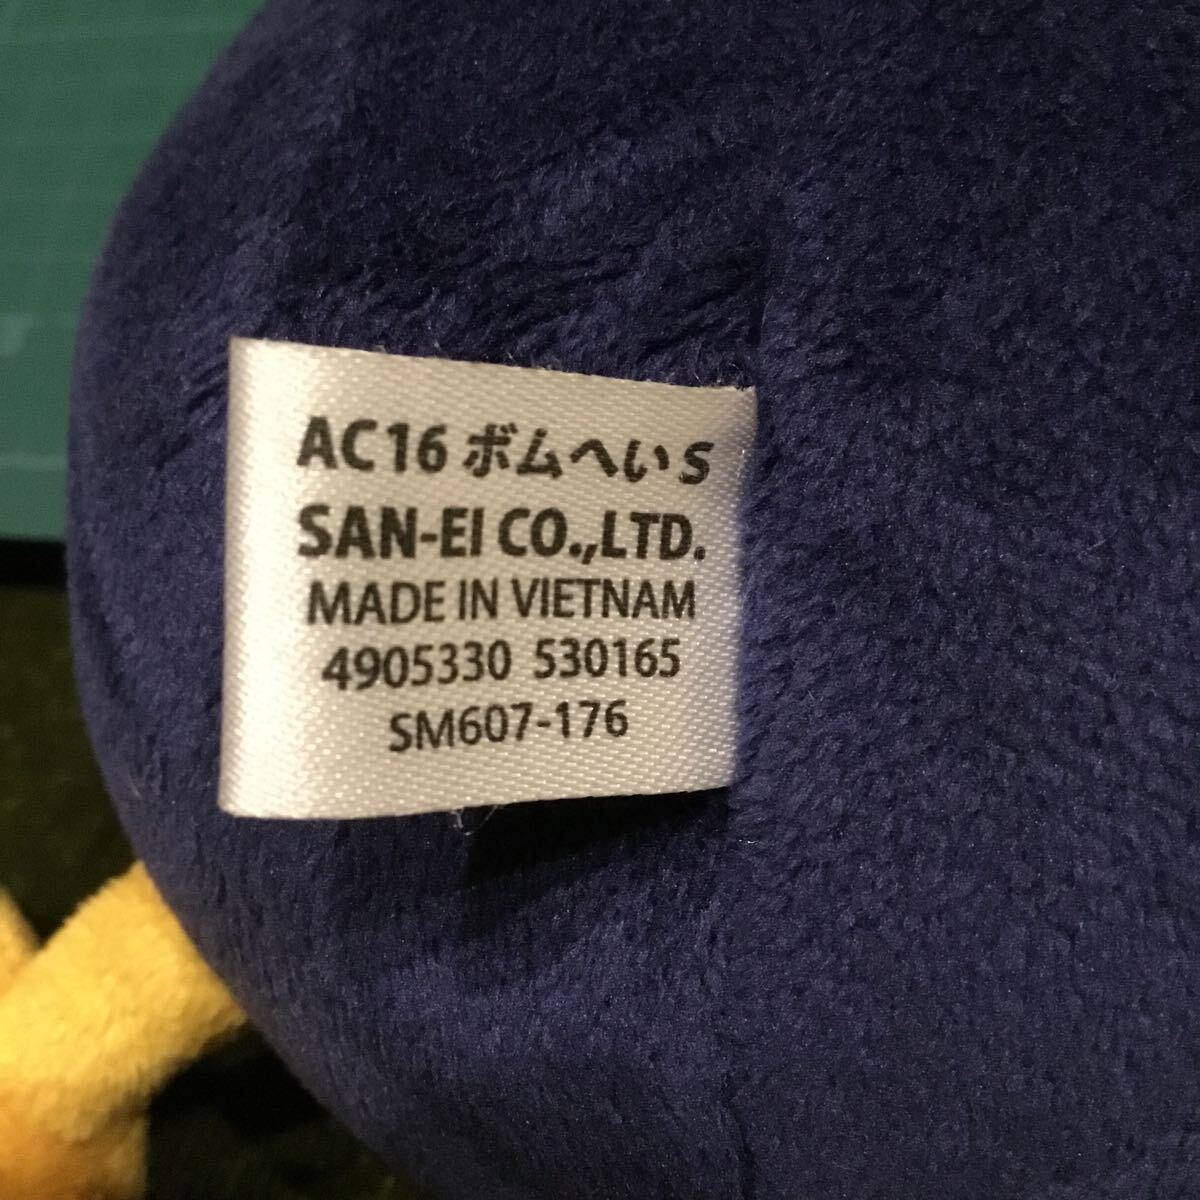 AC16 ボムへいS
SAN-EI CO.,LTD.
MADE IN VIETNAM
4905330 530165
SM607-176